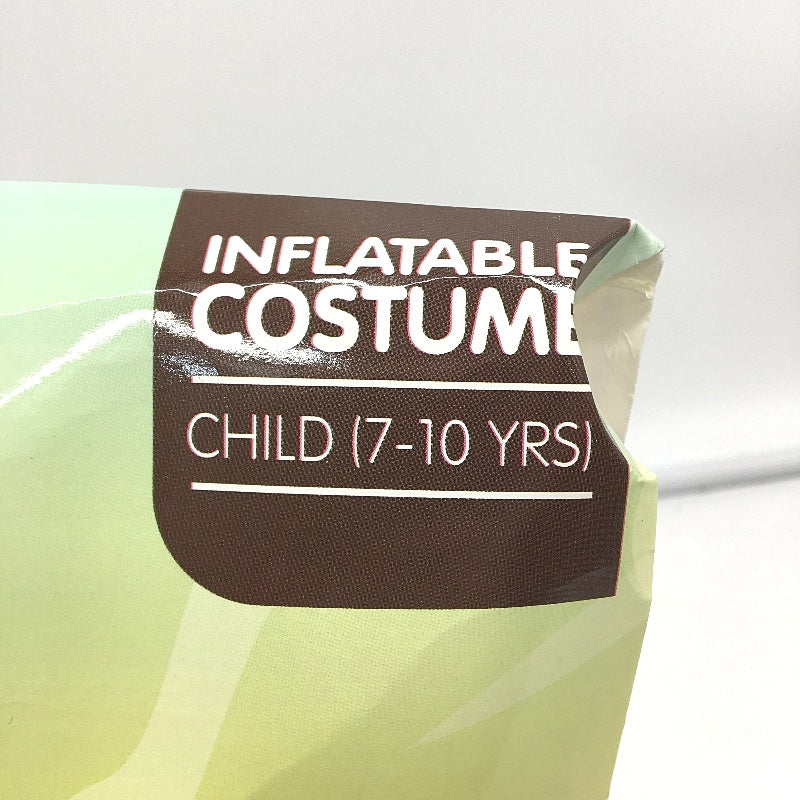 INFLATABLE
COSTUME
CHILD (7-10 YRS)